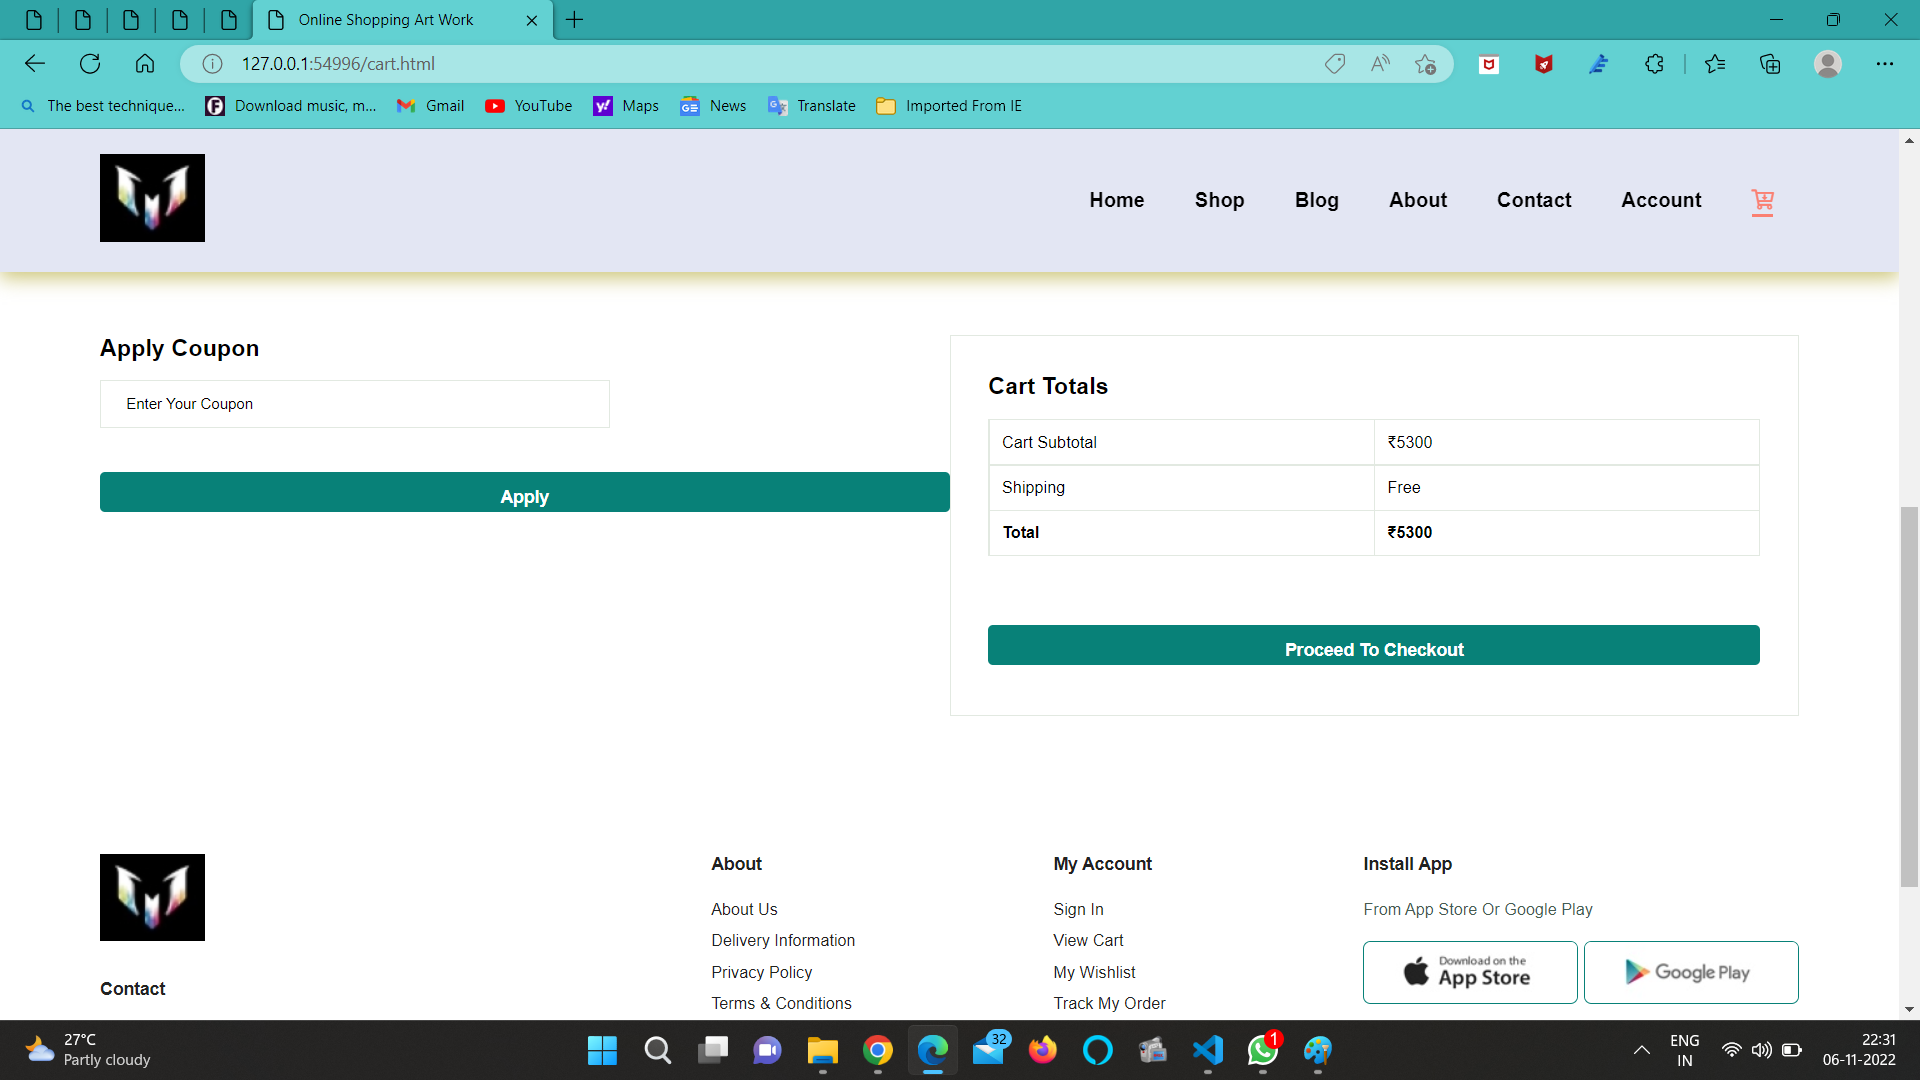 Online Shopping Art Work
127.0.0.1:54996/cart.html
The best technique...
Download music, m...
Gmail
YouTube
Maps
News
Translate
Imported From IE
Home
Shop
Blog
About
Contact
Account
Apply Coupon
Enter Your Coupon
Apply
Cart Totals
Cart Subtotal ₹5300
Shipping Free
Total ₹5300
Proceed To Checkout
Contact
About
About Us
Delivery Information
Privacy Policy
Terms & Conditions
My Account
Sign In
View Cart
My Wishlist
Track My Order
Install App
From App Store Or Google Play
Download on the
App Store
Google Play
27°C
Partly cloudy
32
1
ENG
IN
22:31
06-11-2022